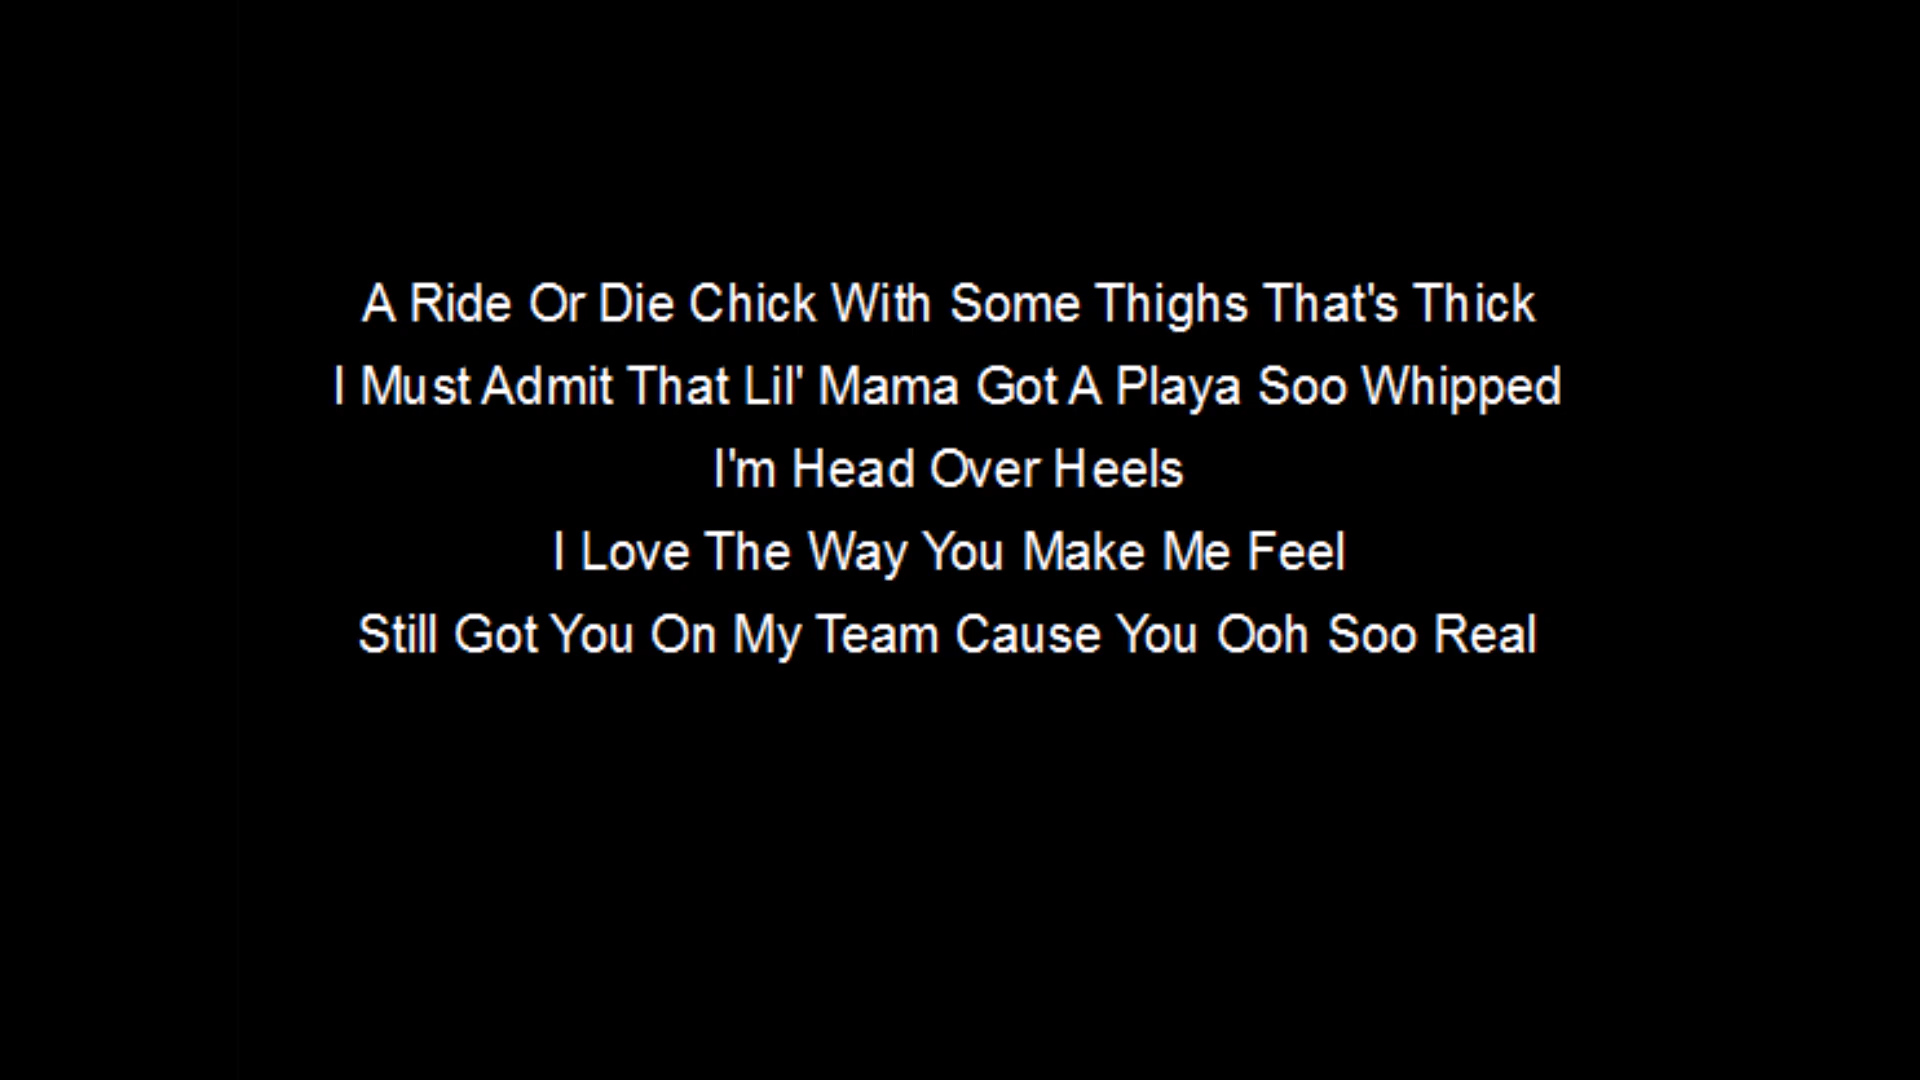 A Ride Or Die Chick With Some Thighs That's Thick
I Must Admit That Lil' Mama Got A Playa Soo Whipped
I'm Head Over Heels
I Love The Way You Make Me Feel
Still Got You On My Team Cause You Ooh Soo Real